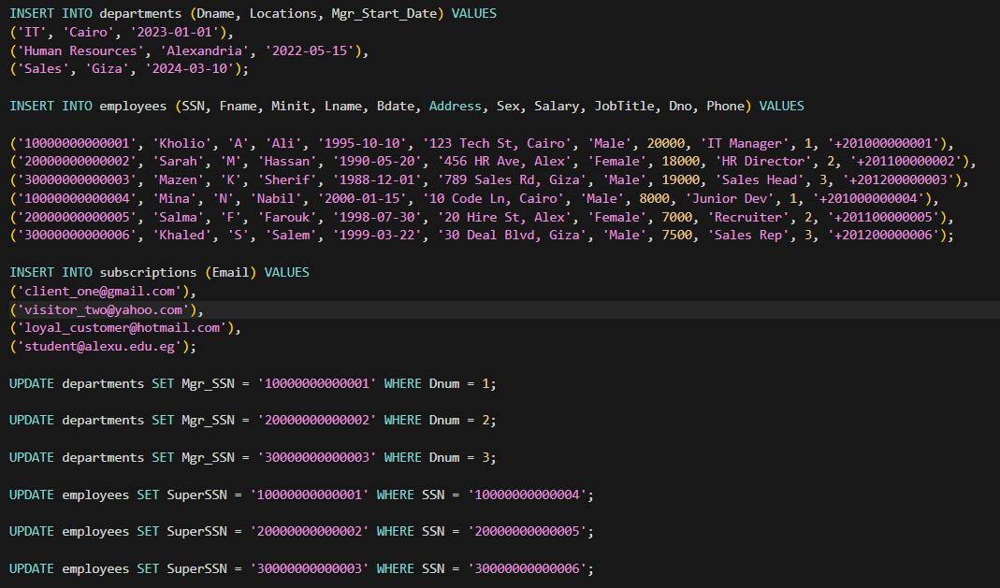 INSERT INTO departments (Dname, Locations, Mgr_Start_Date) VALUES
('IT', 'Cairo', '2023-01-01'),
('Human Resources', 'Alexandria', '2022-05-15'),
('Sales', 'Giza', '2024-03-10');
INSERT INTO employees (SSN, Fname, Minit, Lname, Bdate, Address, Sex, Salary, JobTitle, Dno, Phone) VALUES
('10000000000001', 'Kholio', 'A', 'Ali', '1995-10-10', '123 Tech St, Cairo', 'Male', 20000, 'IT Manager', 1, '+201000000001'),
('20000000000002', 'Sarah', 'M', 'Hassan', '1990-05-20', '456 HR Ave, Alex', 'Female', 18000, 'HR Director', 2, '+201100000002'),
('30000000000003', 'Mazen', 'K', 'Sherif', '1988-12-01', '789 Sales Rd, Giza', 'Male', 19000, 'Sales Head', 3, '+201200000003'),
('10000000000004', 'Mina', 'N', 'Nabil', '2000-01-15', '10 Code Ln, Cairo', 'Male', 8000, 'Junior Dev', 1, '+201000000004'),
('20000000000005', 'Salma', 'F', 'Farouk', '1998-07-30', '20 Hire St, Alex', 'Female', 7000, 'Recruiter', 2, '+201100000005'),
('30000000000006', 'Khaled', 'S', 'Salem', '1999-03-22', '30 Deal Blvd, Giza', 'Male', 7500, 'Sales Rep', 3, '+201200000006');
INSERT INTO subscriptions (Email) VALUES
('client_one@gmail.com'),
('visitor_two@yahoo.com'),
('loyal_customer@hotmail.com'),
('student@alexu.edu.eg');
UPDATE departments SET Mgr_SSN = '10000000000001' WHERE Dnum = 1;
UPDATE departments SET Mgr_SSN = '20000000000002' WHERE Dnum = 2;
UPDATE departments SET Mgr_SSN = '30000000000003' WHERE Dnum = 3;
UPDATE employees SET SuperSSN = '10000000000001' WHERE SSN = '10000000000004';
UPDATE employees SET SuperSSN = '20000000000002' WHERE SSN = '20000000000005';
UPDATE employees SET SuperSSN = '30000000000003' WHERE SSN = '30000000000006';